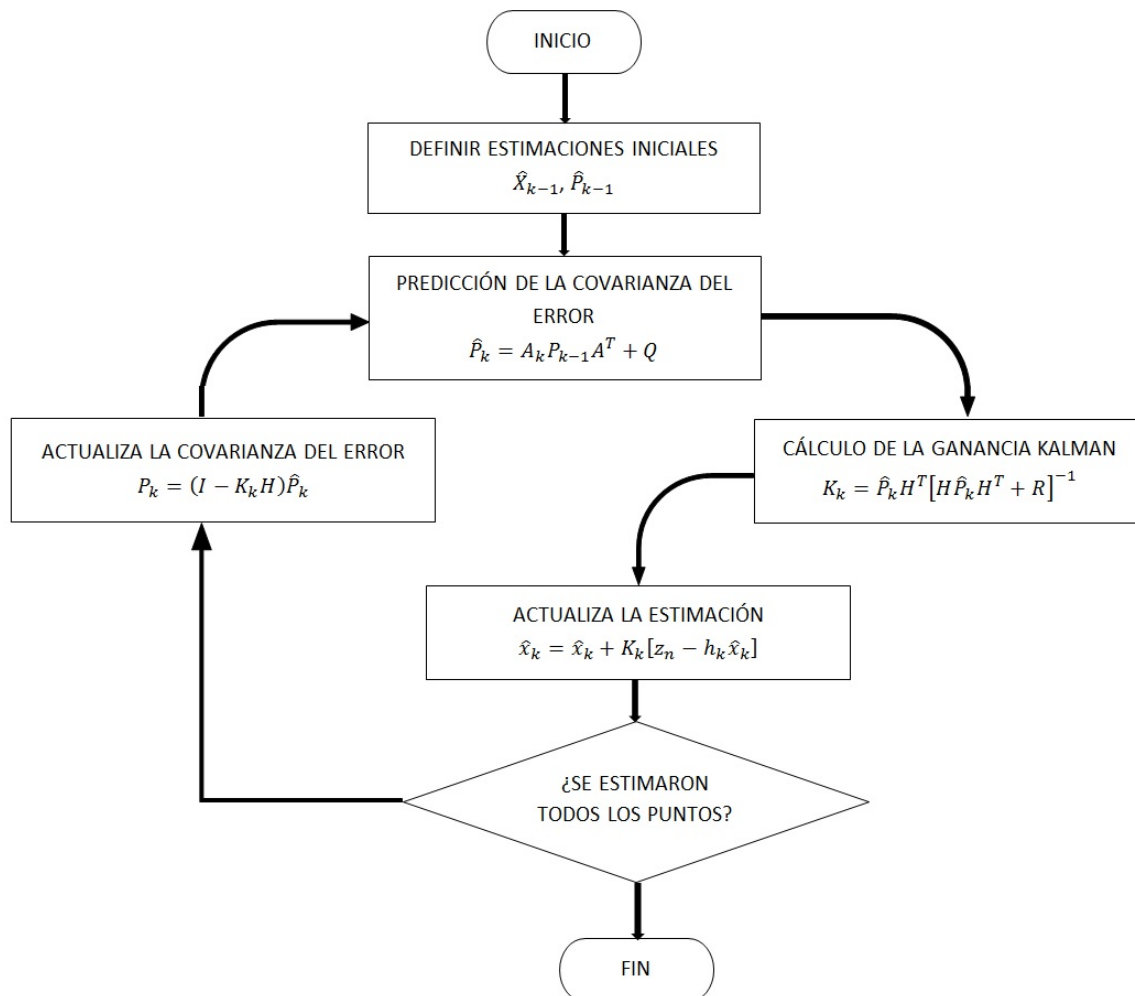 INICIO
DEFINIR ESTIMACIONES INICIALES
X̂ₖ₋₁, P̂ₖ₋₁
PREDICCIÓN DE LA COVARIANZA DEL
ERROR
P̂ₖ = AₖPₖ₋₁Aᵀ + Q
ACTUALIZA LA COVARIANZA DEL ERROR
Pₖ = (I − KₖH)P̂ₖ
CÁLCULO DE LA GANANCIA KALMAN
Kₖ = P̂ₖHᵀ[HP̂ₖHᵀ + R]⁻¹
ACTUALIZA LA ESTIMACIÓN
x̂ₖ = x̂ₖ + Kₖ[zₙ − hₖx̂ₖ]
¿SE ESTIMARON
TODOS LOS PUNTOS?
FIN